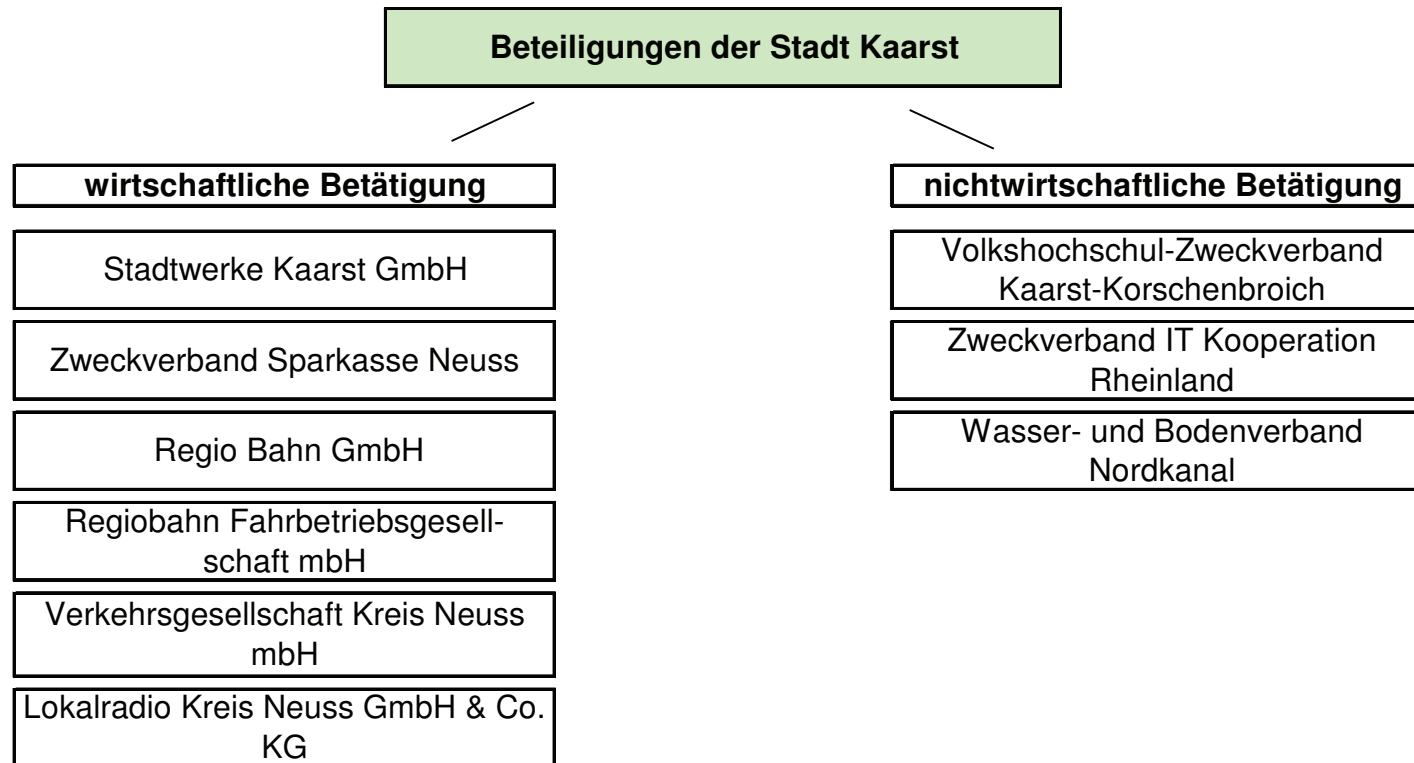 Beteiligungen der Stadt Kaarst
wirtschaftliche Betätigung
Stadtwerke Kaarst GmbH
Zweckverband Sparkasse Neuss
Regio Bahn GmbH
Regiobahn Fahrbetriebsgesell-
schaft mbH
Verkehrsgesellschaft Kreis Neuss
mbH
Lokalradio Kreis Neuss GmbH & Co.
KG
nichtwirtschaftliche Betätigung
Volkshochschul-Zweckverband
Kaarst-Korschenbroich
Zweckverband IT Kooperation
Rheinland
Wasser- und Bodenverband
Nordkanal